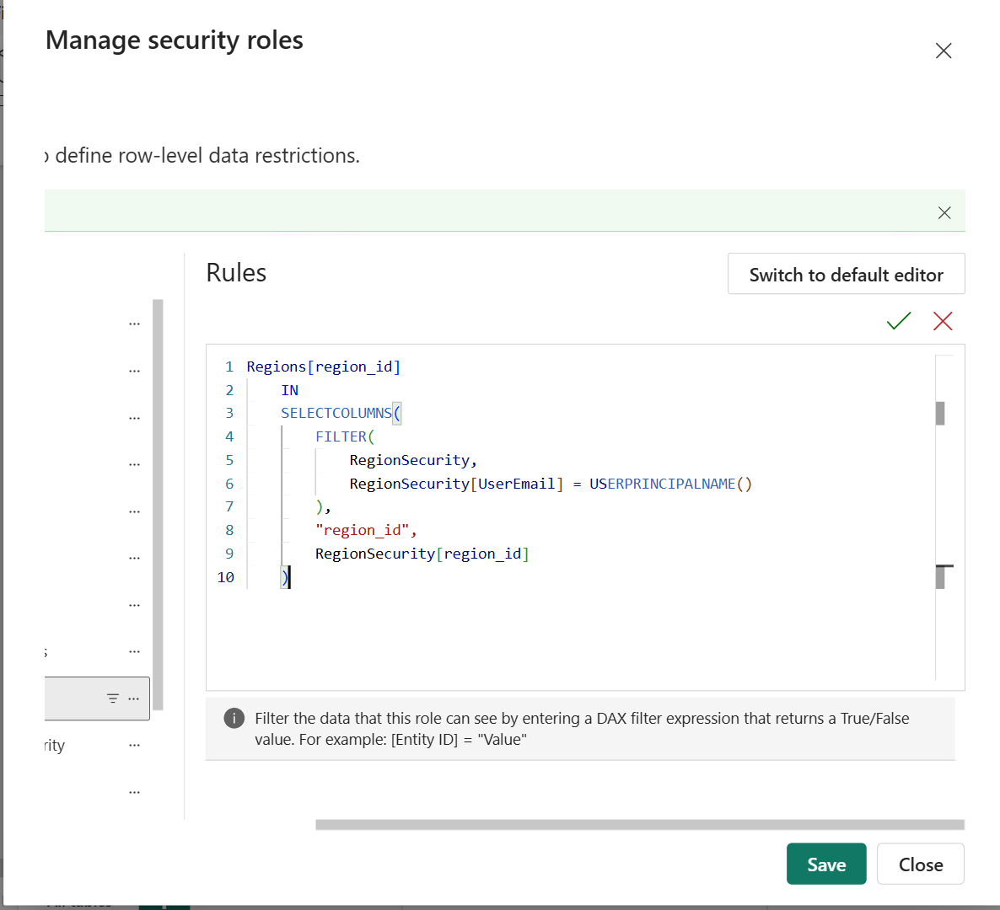 Manage security roles
define row-level data restrictions.
Rules
Switch to default editor
1 Regions[region_id]
2 IN
3 SELECTCOLUMNS(
4 FILTER(
5 RegionSecurity,
6 RegionSecurity[UserEmail] = USERPRINCIPALNAME()
7 ),
8 "region_id",
9 RegionSecurity[region_id]
10 )
rity
Filter the data that this role can see by entering a DAX filter expression that returns a True/False
value. For example: [Entity ID] = "Value"
Save
Close